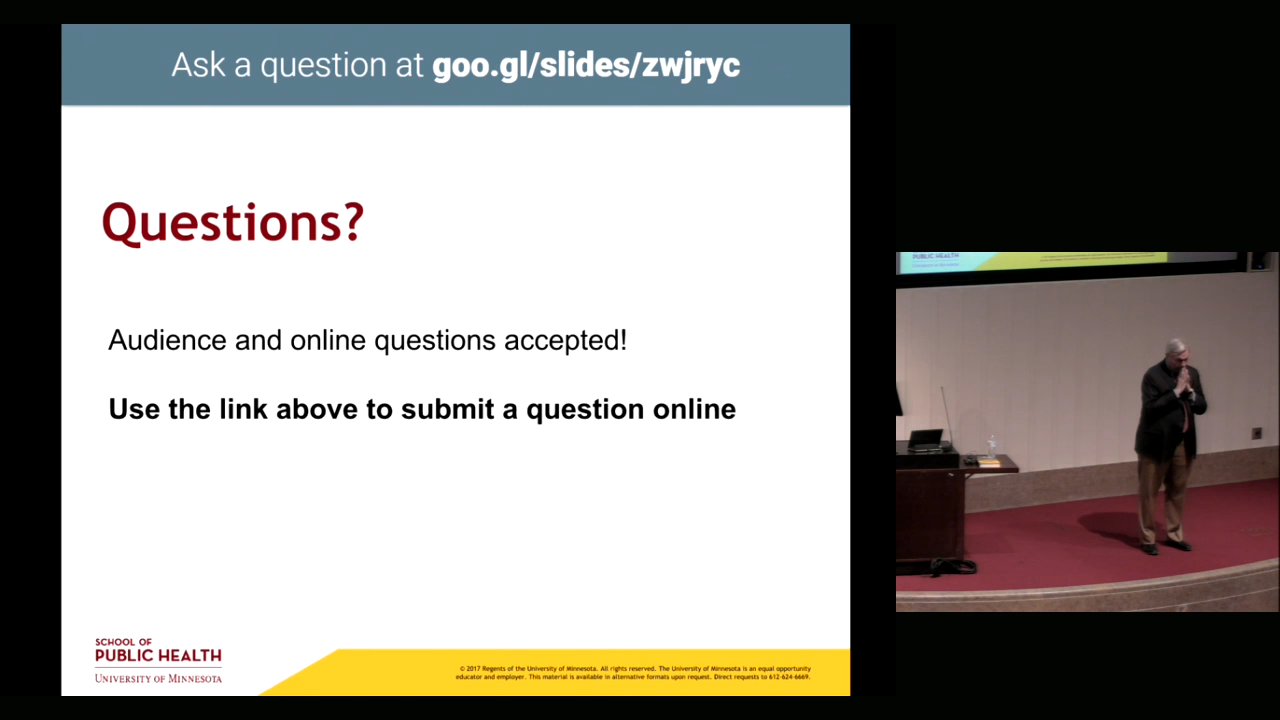 Ask a question at goo.gl/slides/zwjryc
Questions?
Audience and online questions accepted!
Use the link above to submit a question online
SCHOOL OF
PUBLIC HEALTH
UNIVERSITY OF MINNESOTA
© 2017 Regents of the University of Minnesota. All rights reserved. The University of Minnesota is an equal opportunity
educator and employer. This material is available in alternative formats upon request. Direct requests to 612-624-6669.
PUBLIC HEALTH